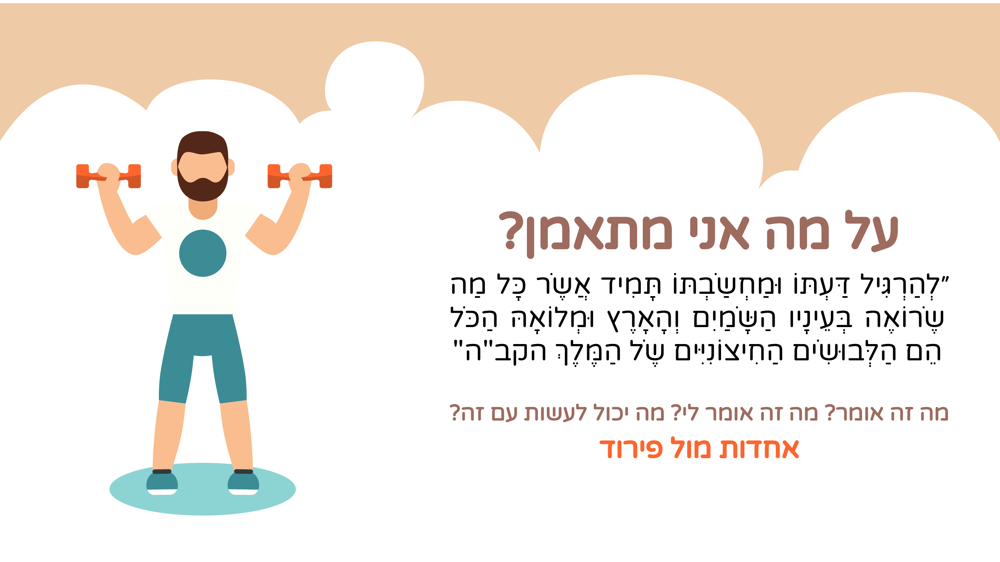 על מה אני מתאמן?
״לְהַרְגִּיל דַּעְתּוֹ וּמַחְשַׁבְתּוֹ תָּמִיד אֲשֶׁר כָּל מַה
שֶׁרוֹאֶה בְּעֵינָיו הַשָּׁמַיִם וְהָאָרֶץ וּמְלוֹאָהּ הַכֹּל
הֵם הַלְּבוּשִׁים הַחִיצוֹנִיִּים שֶׁל הַמֶּלֶךְ הקב"ה"
מה זה אומר? מה זה אומר לי? מה יכול לעשות עם זה?
אחדות מול פירוד